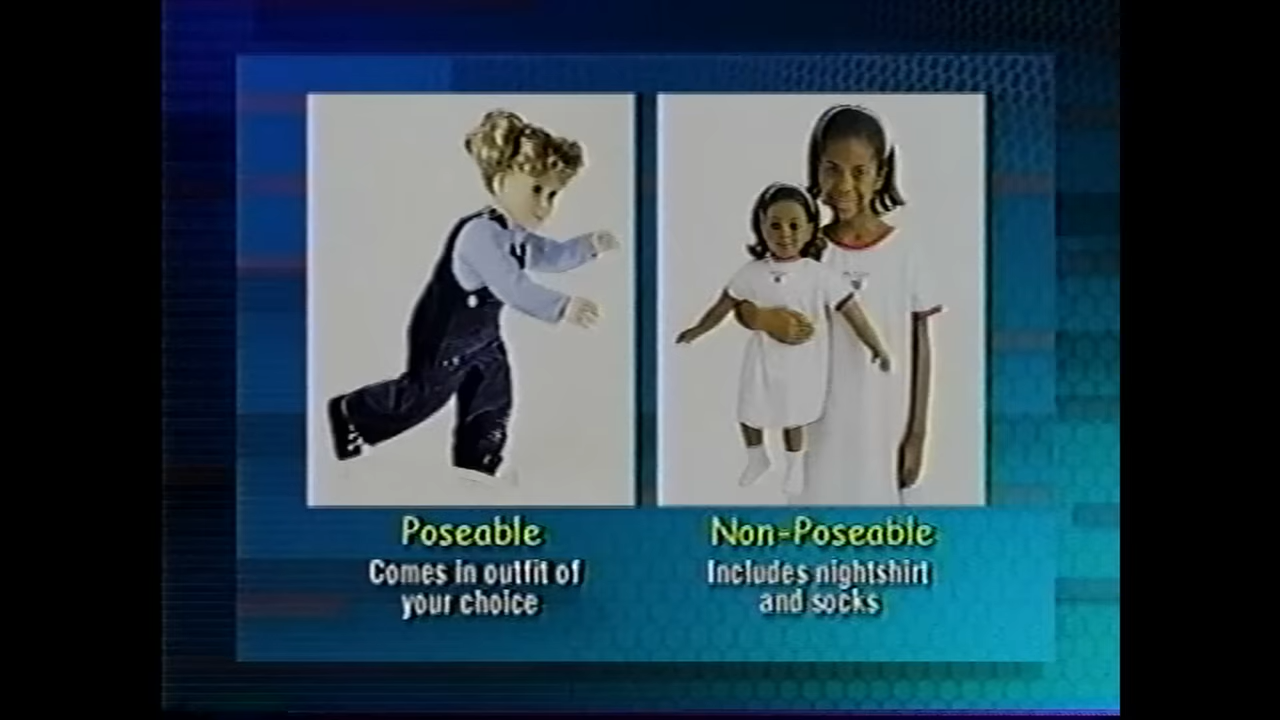 Poseable
Comes in outfit of
your choice
Non-Poseable
Includes nightshirt
and socks